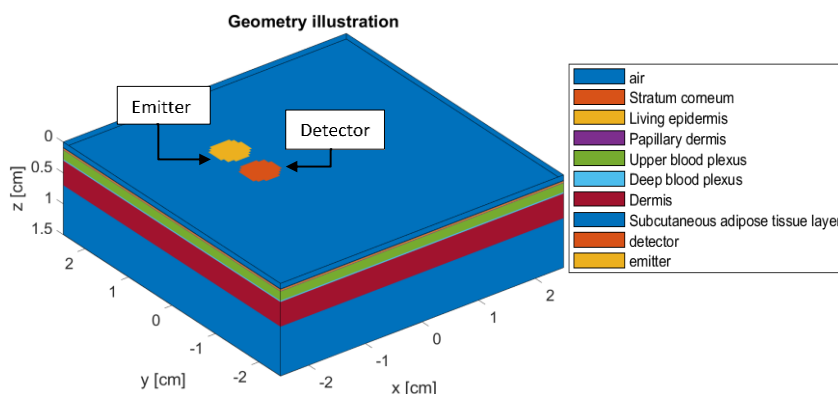 Geometry illustration
Emitter
Detector
air
Stratum corneum
Living epidermis
Papillary dermis
Upper blood plexus
Deep blood plexus
Dermis
Subcutaneous adipose tissue layer
detector
emitter
z [cm]
0
0.5
1
1.5
y [cm]
2
1
0
-1
-2
x [cm]
-2
-1
0
1
2